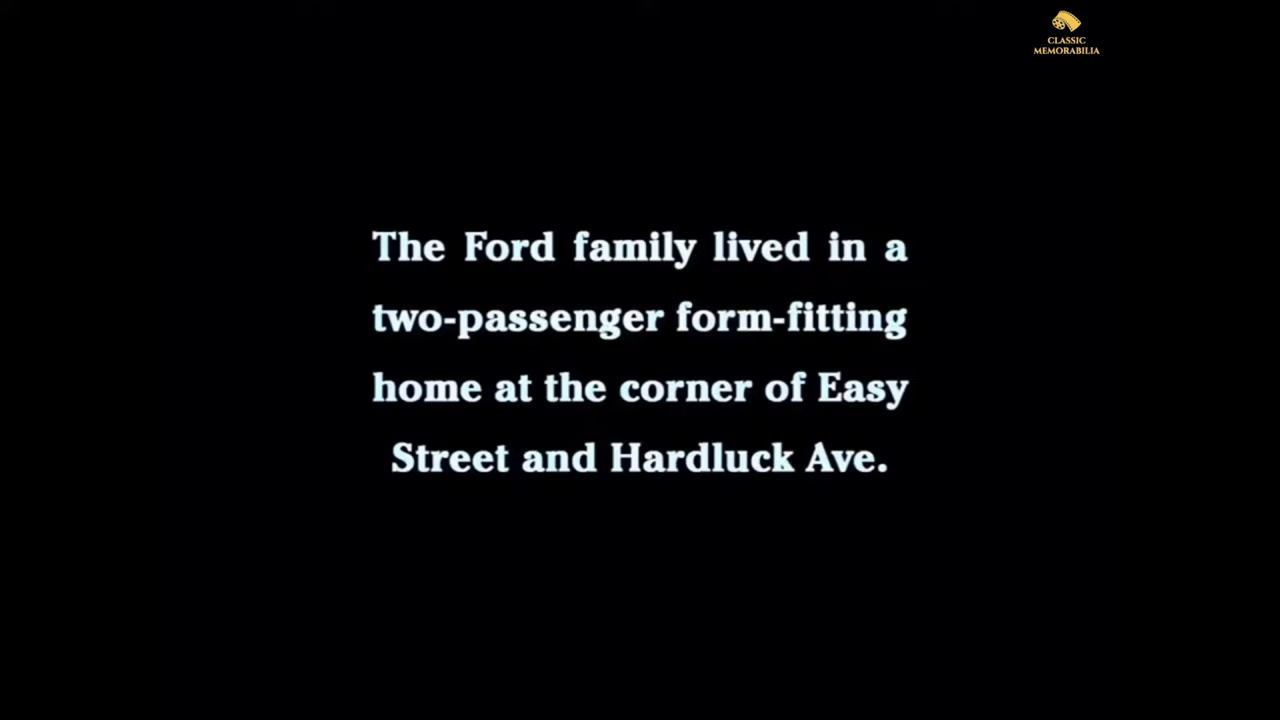 CLASSIC
MEMORABILIA
The Ford family lived in a
two-passenger form-fitting
home at the corner of Easy
Street and Hardluck Ave.